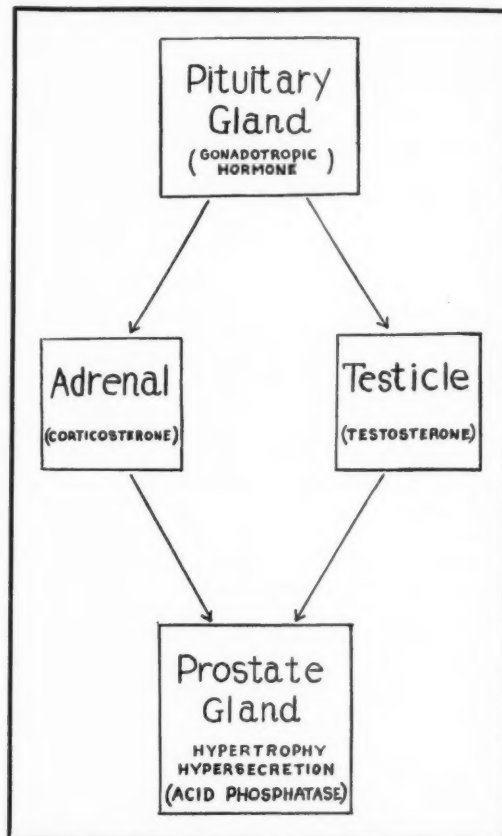 Pituitary
Gland
(GONADOTROPIC
HORMONE)
Adrenal
(CORTICOSTERONE)
Testicle
(TESTOSTERONE)
Prostate
Gland
HYPERTROPHY
HYPERSECRETION
(ACID PHOSPHATASE)